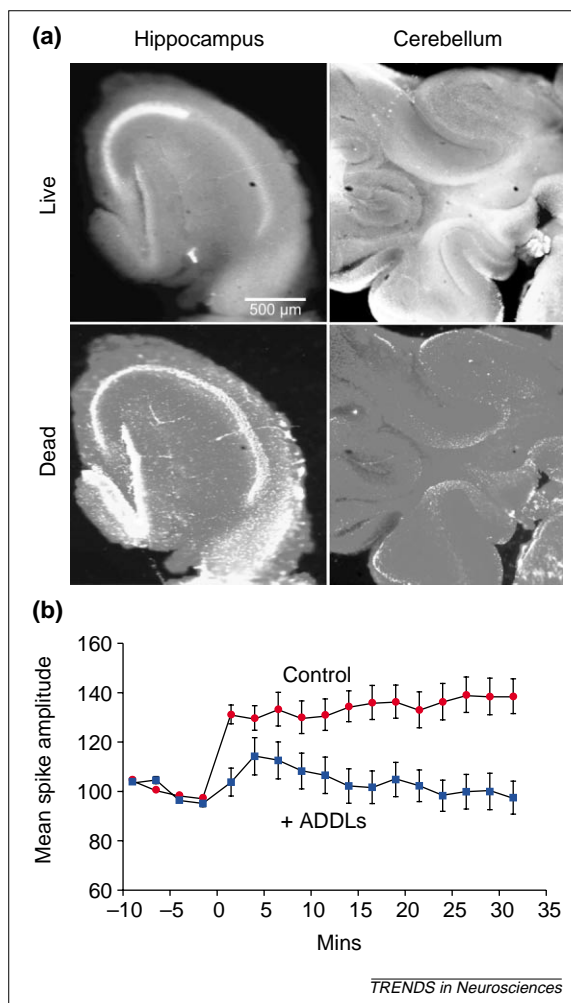 (a)
Hippocampus
Cerebellum
Live
500 µm
Dead
(b)
160
140
120
100
80
60
Mean spike amplitude
Control
+ ADDLs
–10 –5 0 5 10 15 20 25 30 35
Mins
TRENDS in Neurosciences